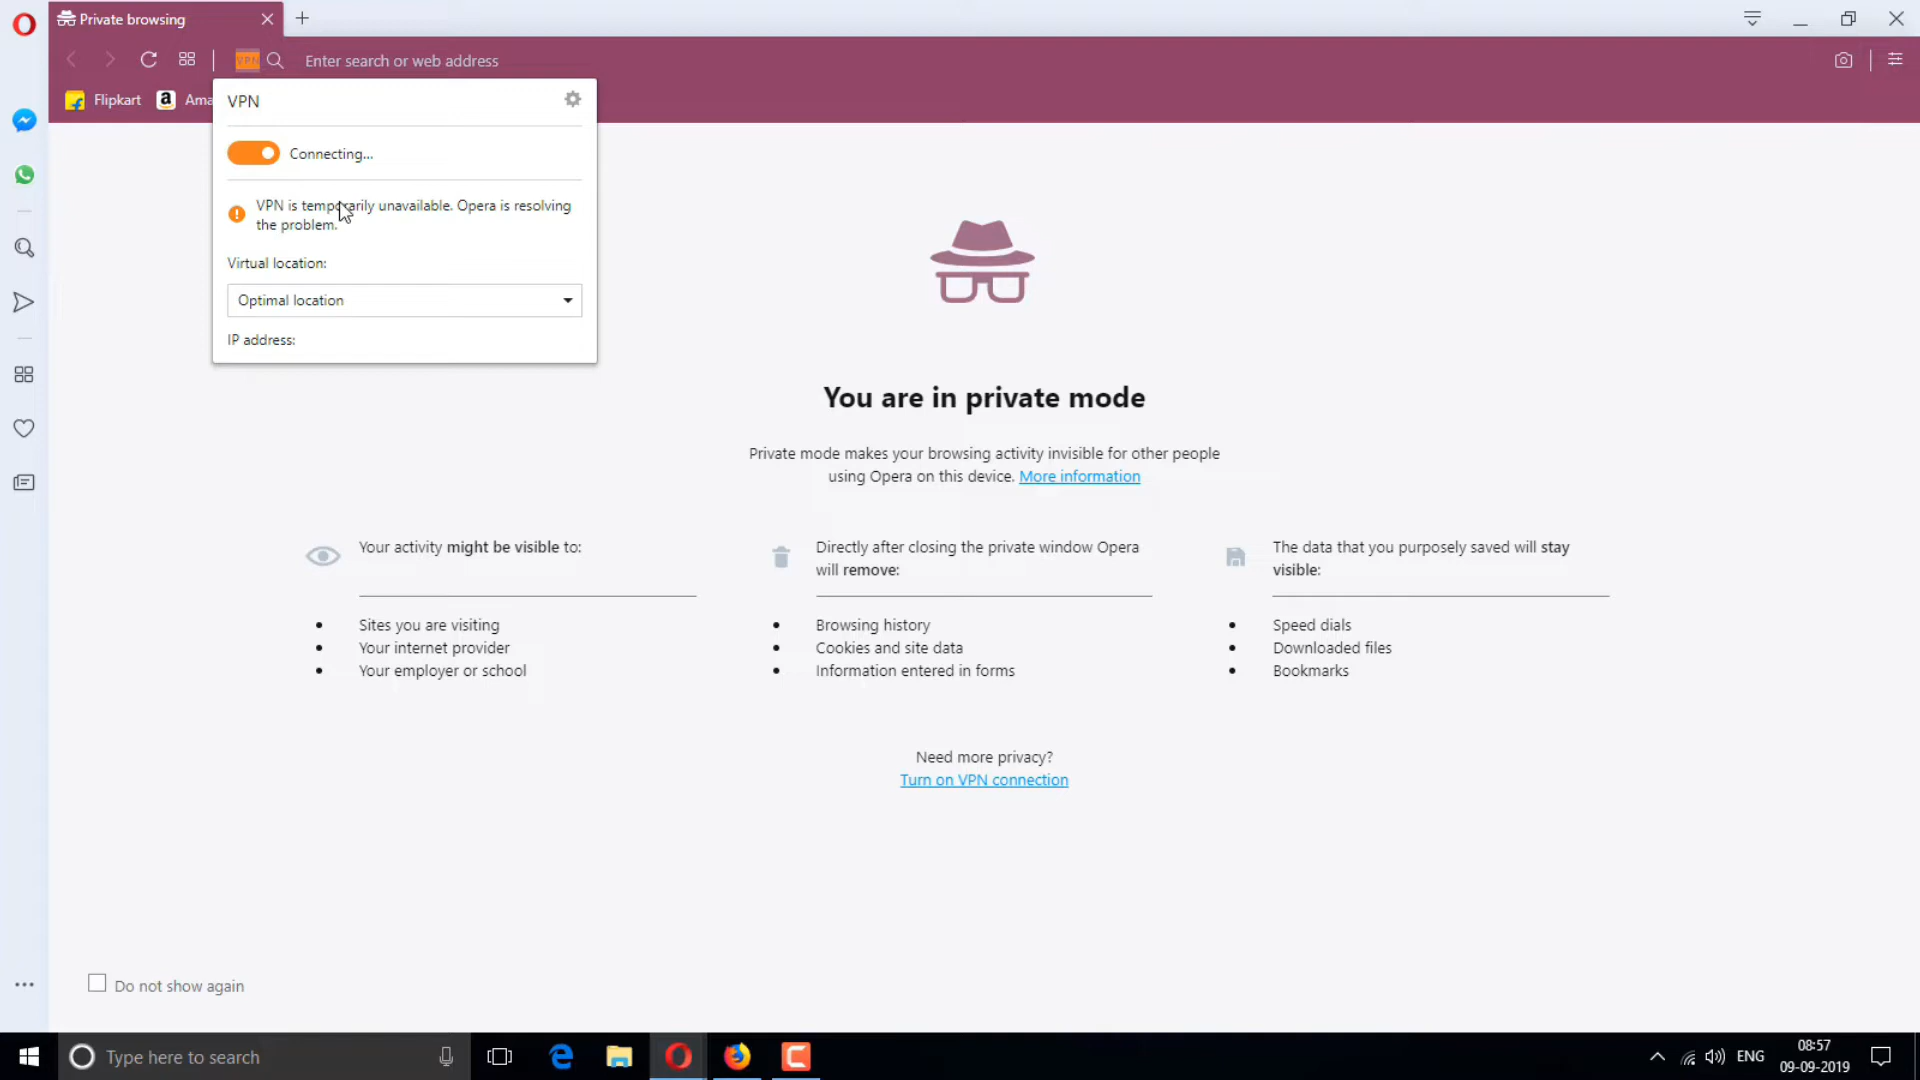 Private browsing
VPN
Enter search or web address
Flipkart
a
Ama
VPN
Connecting...
VPN is temporarily unavailable. Opera is resolving
the problem.
Virtual location:
Optimal location
IP address:
You are in private mode
Private mode makes your browsing activity invisible for other people
using Opera on this device. More information
Your activity might be visible to:
Sites you are visiting
Your internet provider
Your employer or school
Directly after closing the private window Opera
will remove:
Browsing history
Cookies and site data
Information entered in forms
The data that you purposely saved will stay
visible:
Speed dials
Downloaded files
Bookmarks
Need more privacy?
Turn on VPN connection
Do not show again
Type here to search
ENG
08:57
09-09-2019